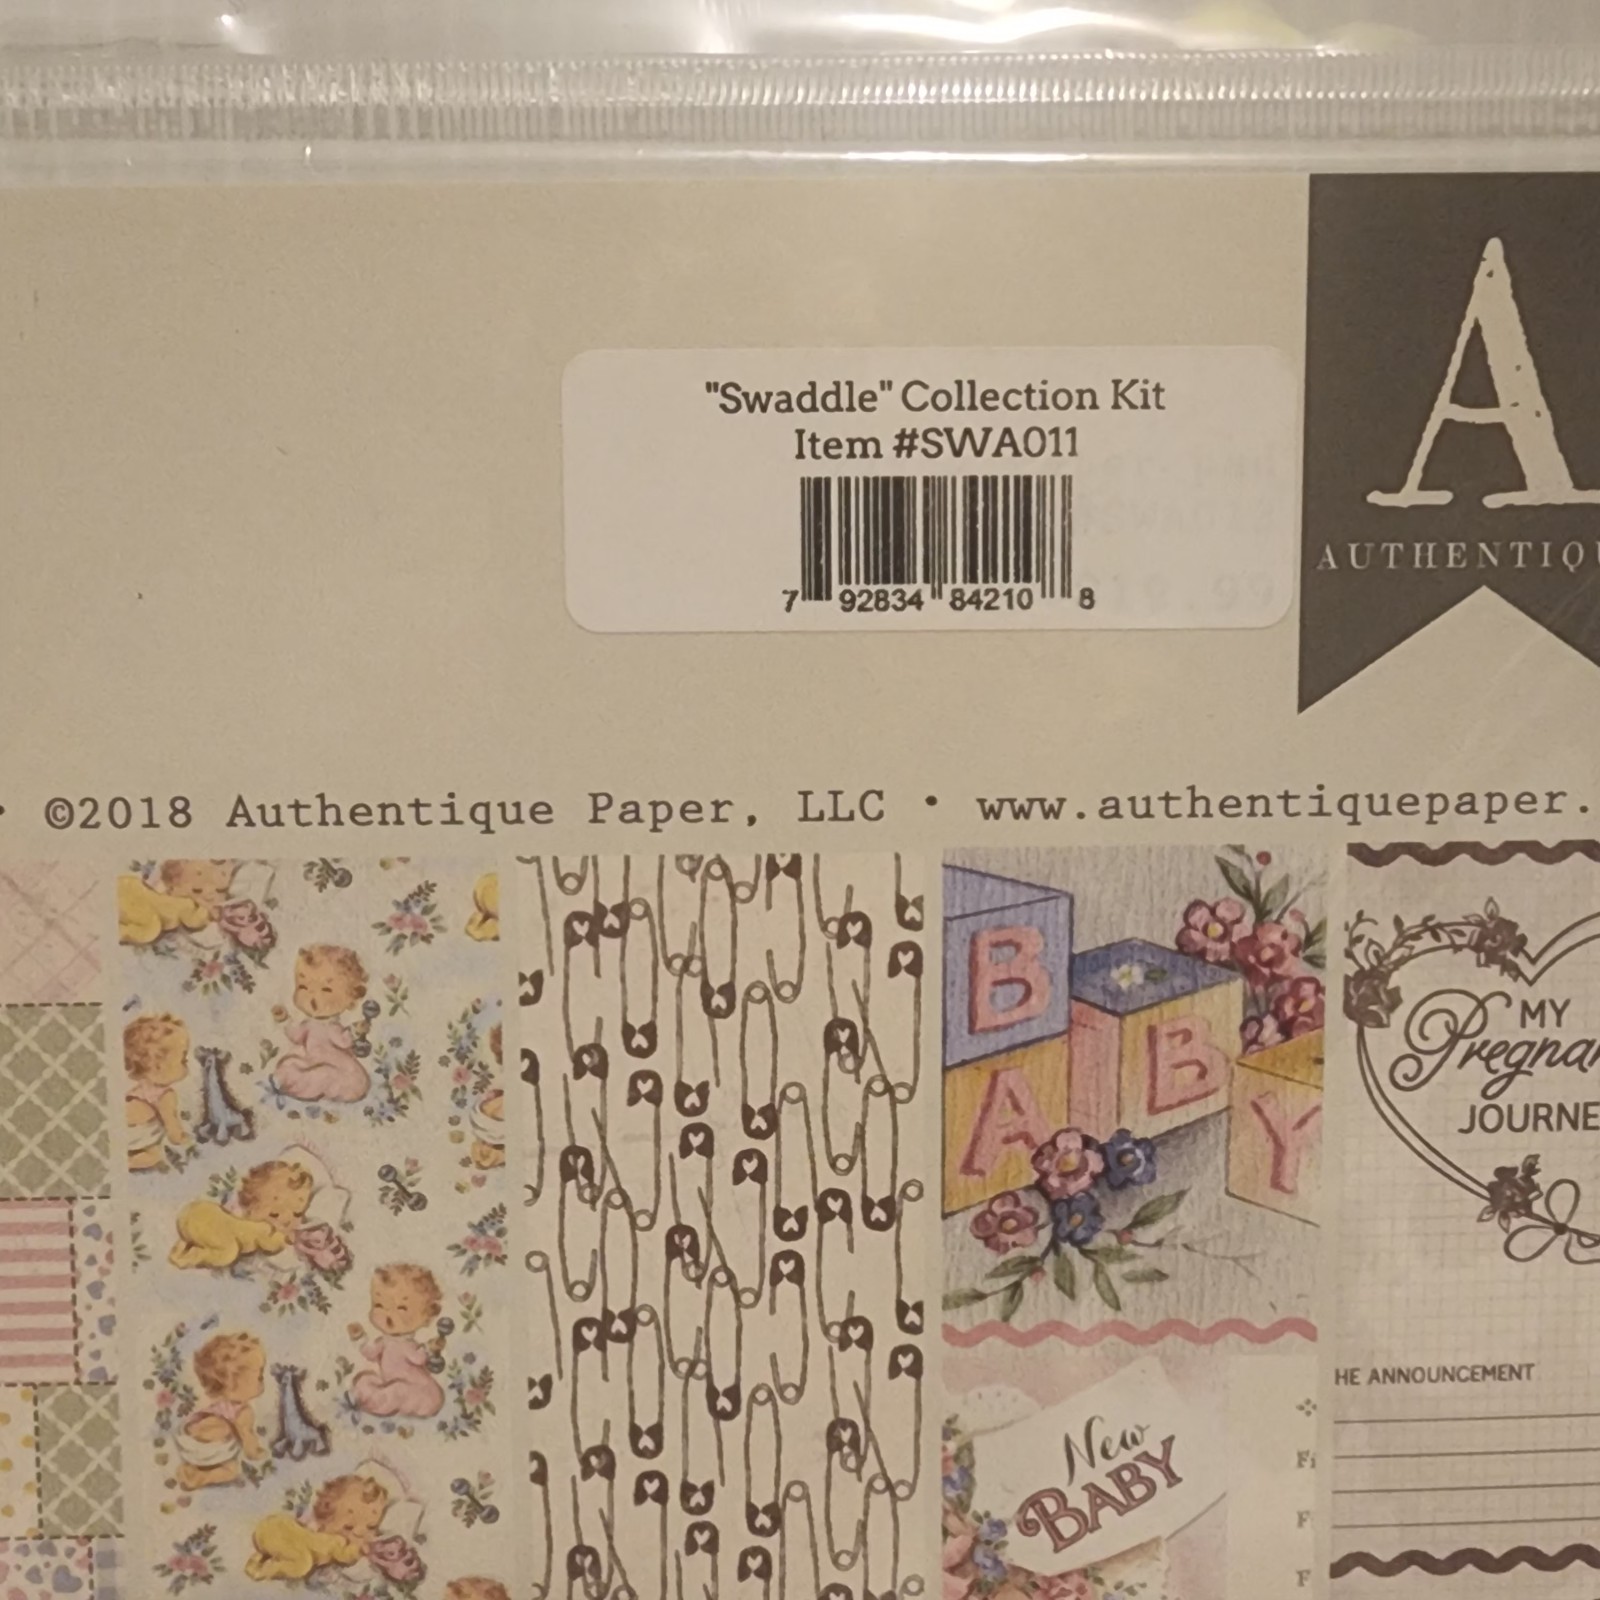 "Swaddle" Collection Kit
Item #SWA011
7 92834 84210 8
A
AUTHENTIQU
• ©2018 Authentique Paper, LLC • www.authentiquepaper.
B
A B Y
MY
Pregnan
JOURNE
HE ANNOUNCEMENT
New
BABY